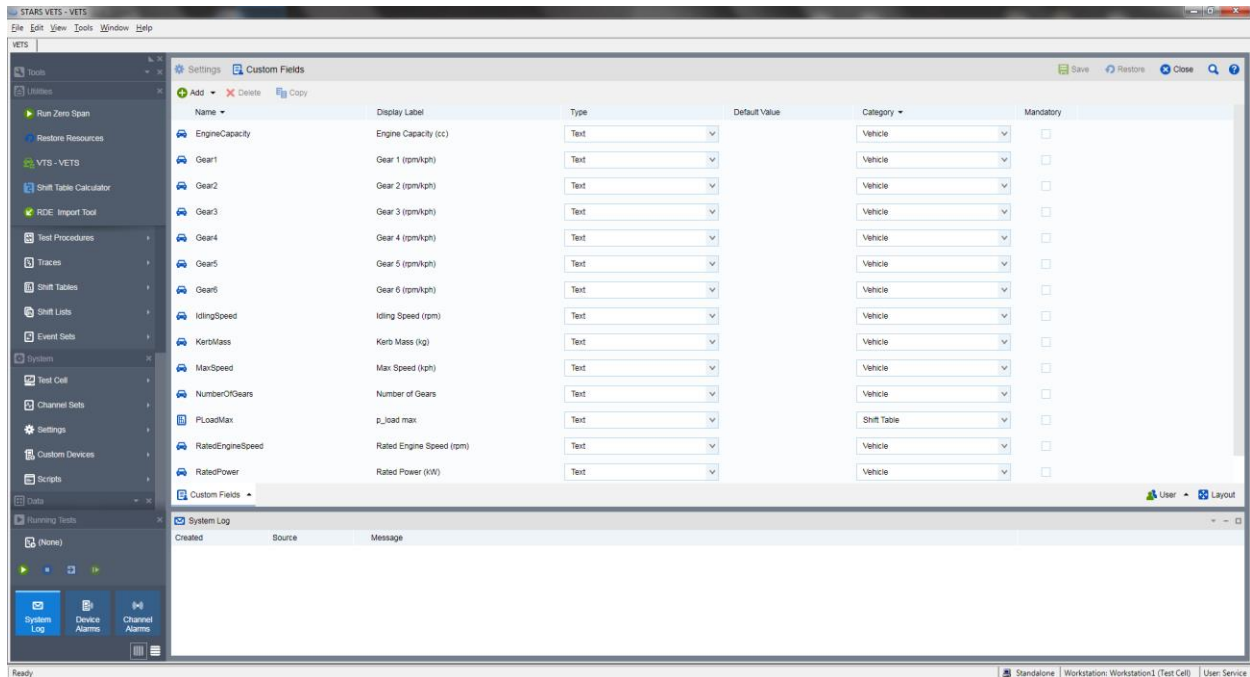 STARS VETS - VETS
File Edit View Tools Window Help
VETS
Tools
Utilities
Run Zero Span
Restore Resources
VTS - VETS
Shift Table Calculator
RDE Import Tool
Test Procedures
Traces
Shift Tables
Shift Lists
Event Sets
System
Test Cell
Channel Sets
Settings
Custom Devices
Scripts
Data
Running Tests
(None)
System Log
Device Alarms
Channel Alarms
Settings Custom Fields Save Restore Close
Add Delete Copy
Name Display Label Type Default Value Category Mandatory
EngineCapacity Engine Capacity (cc) Text Vehicle
Gear1 Gear 1 (rpm/kph) Text Vehicle
Gear2 Gear 2 (rpm/kph) Text Vehicle
Gear3 Gear 3 (rpm/kph) Text Vehicle
Gear4 Gear 4 (rpm/kph) Text Vehicle
Gear5 Gear 5 (rpm/kph) Text Vehicle
Gear6 Gear 6 (rpm/kph) Text Vehicle
IdlingSpeed Idling Speed (rpm) Text Vehicle
KerbMass Kerb Mass (kg) Text Vehicle
MaxSpeed Max Speed (kph) Text Vehicle
NumberOfGears Number of Gears Text Vehicle
PLoadMax p_load max Text Shift Table
RatedEngineSpeed Rated Engine Speed (rpm) Text Vehicle
RatedPower Rated Power (kW) Text Vehicle
Custom Fields User Layout
System Log
Created Source Message
Ready Standalone Workstation: Workstation1 (Test Cell) User: Service